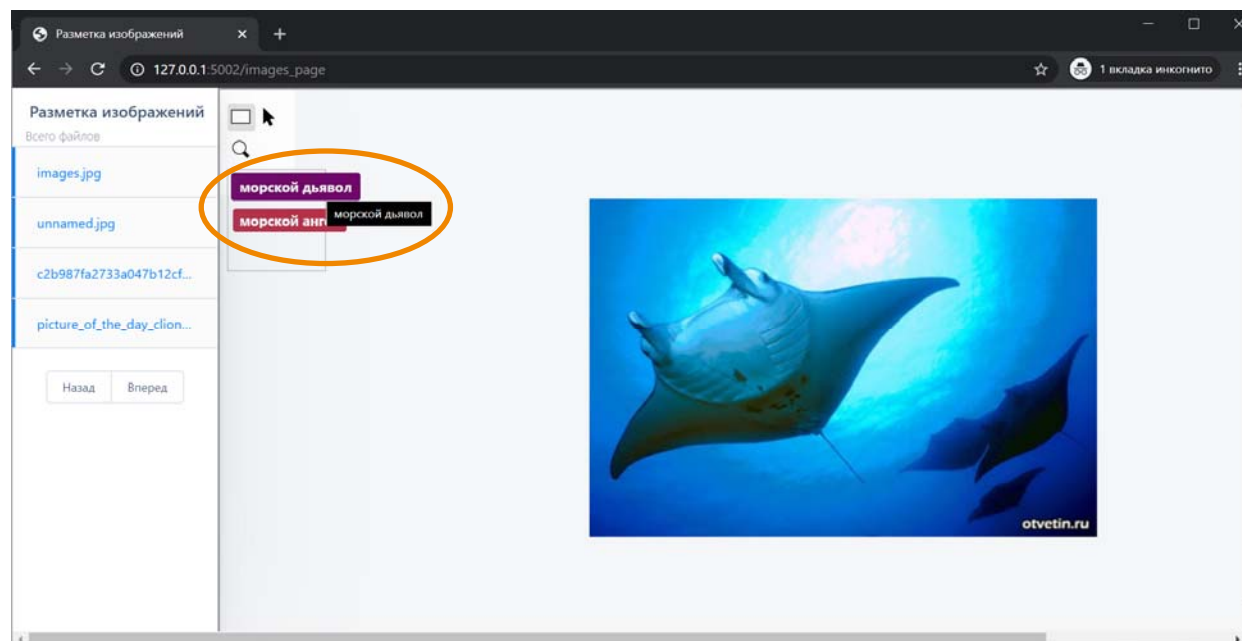 Разметка изображений
127.0.0.1:5002/images_page
1 вкладка инкогнито
Разметка изображений
Всего файлов
images.jpg
unnamed.jpg
c2b987fa2733a047b12cf...
picture_of_the_day_clion...
Назад Вперед
морской дьявол
морской анг
морской дьявол
otvetin.ru